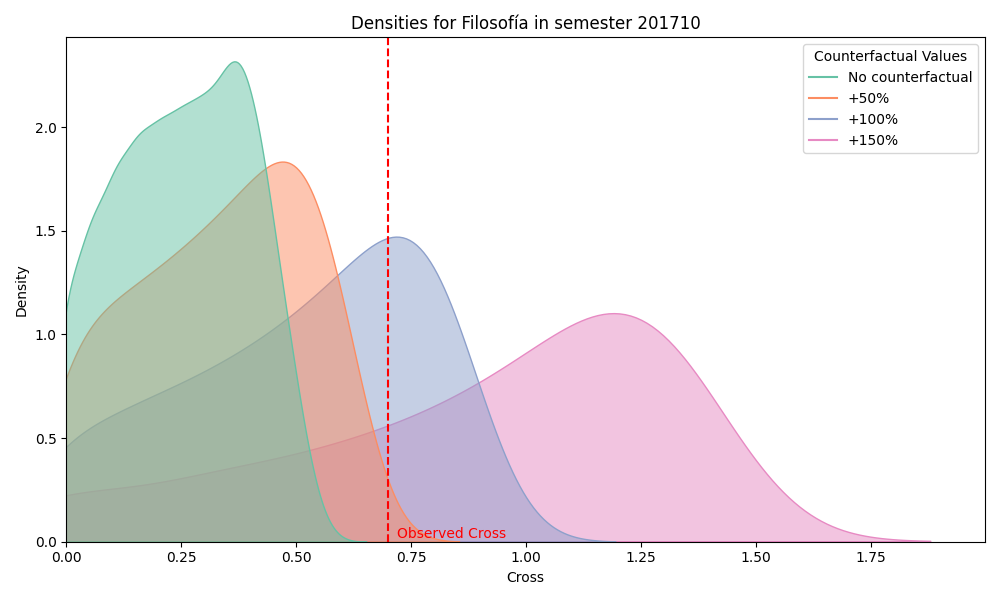 Densities for Filosofía in semester 201710
Counterfactual Values
No counterfactual
+50%
+100%
+150%
Density
2.0
1.5
1.0
0.5
0.0
Observed Cross
0.00 0.25 0.50 0.75 1.00 1.25 1.50 1.75
Cross